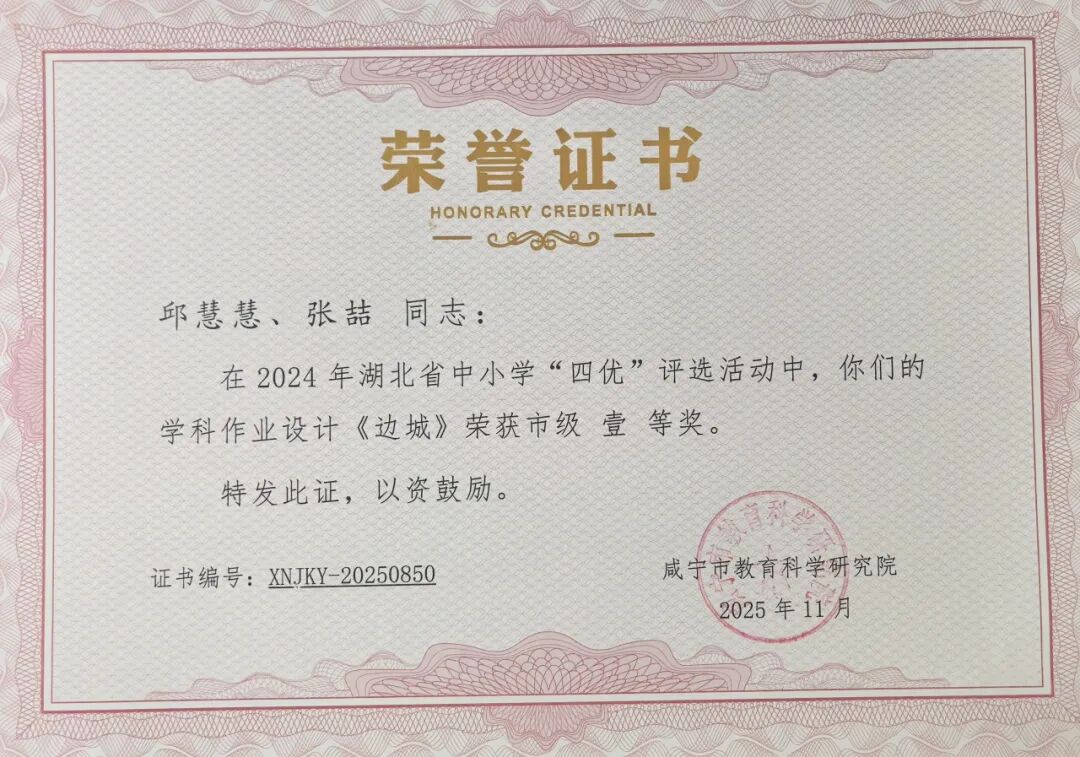 荣誉证书
HONORARY CREDENTIAL
邱慧慧、张喆 同志：
在 2024 年湖北省中小学“四优”评选活动中，你们的
学科作业设计《边城》荣获市级 壹 等奖。
特发此证，以资鼓励。
证书编号：XNJKY-20250850
咸宁市教育科学研究院
2025 年 11 月